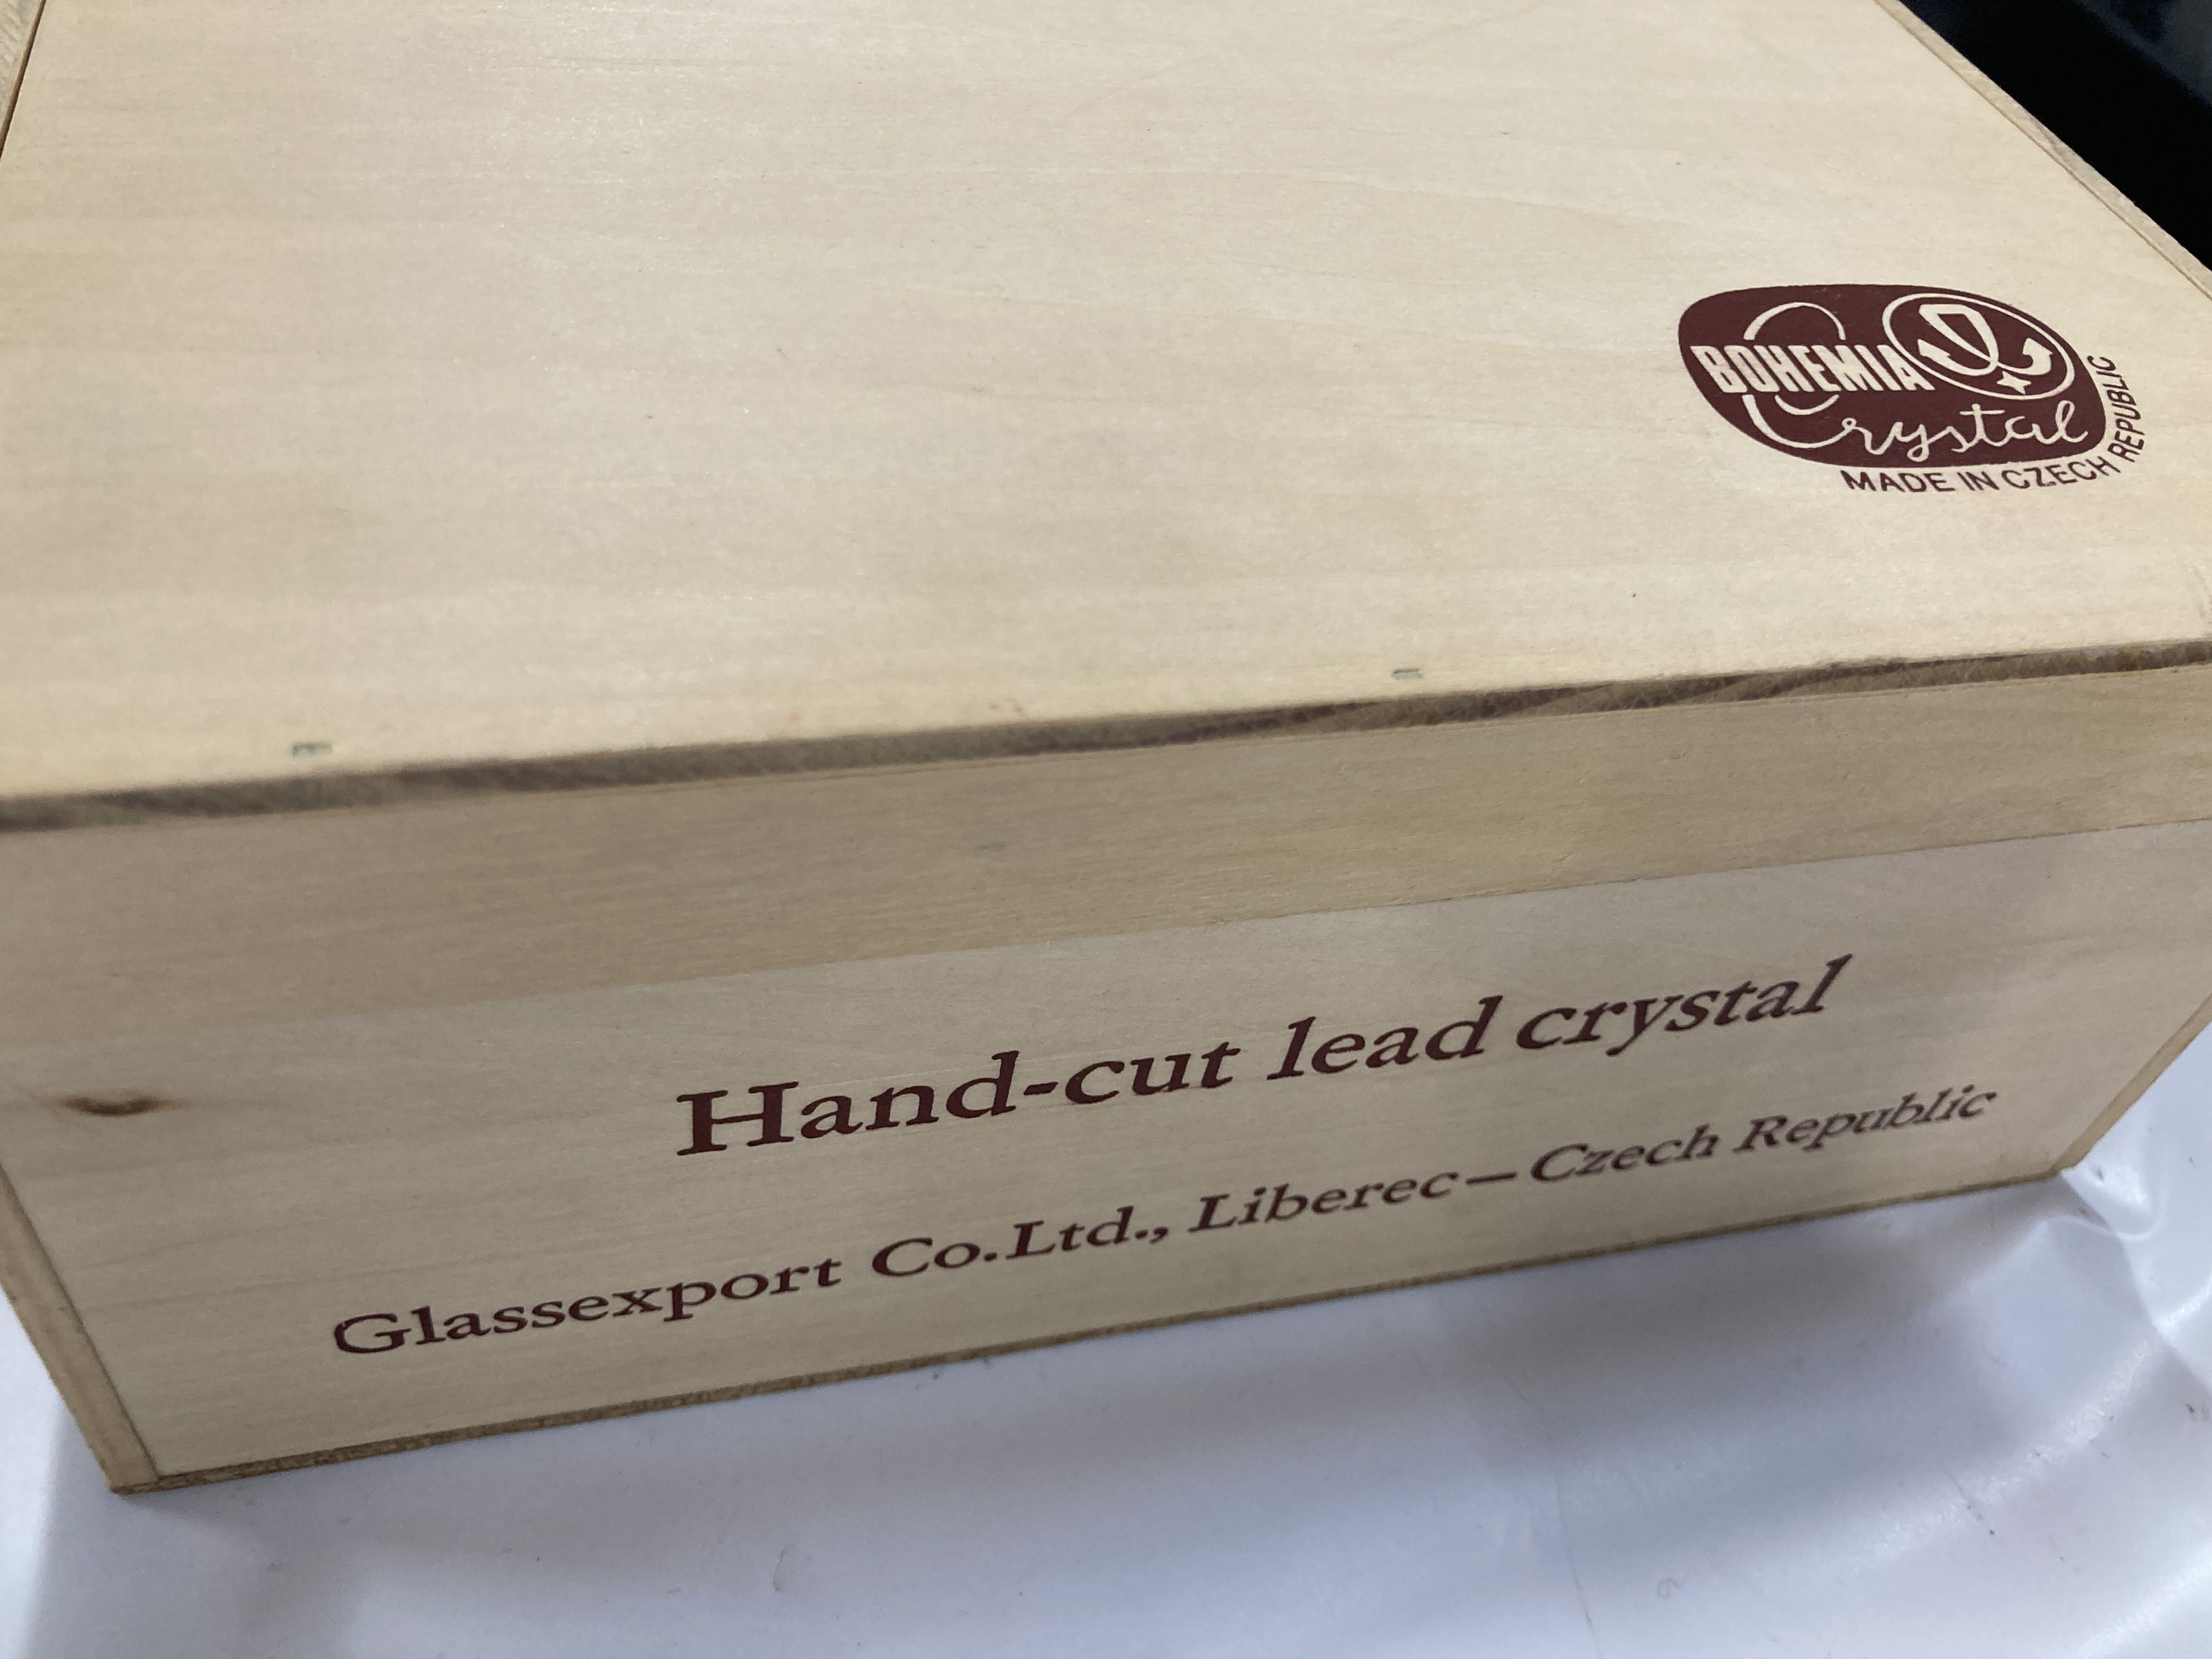 BOHEMIA
Crystal
MADE IN CZECH REPUBLIC
Hand-cut lead crystal
Glassexport Co.Ltd., Liberec – Czech Republic